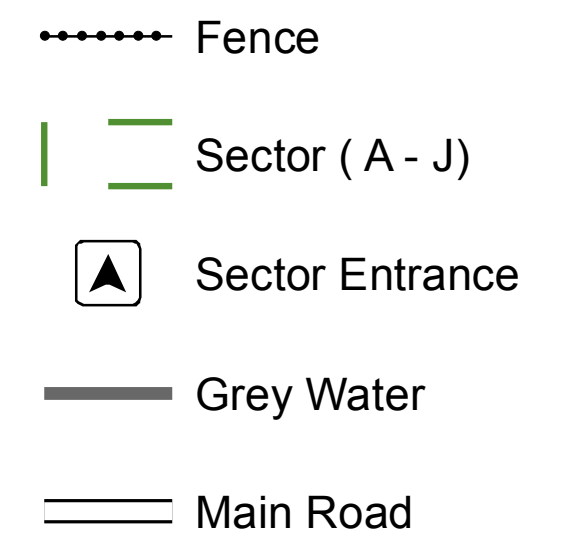 Fence
Sector ( A - J)
Sector Entrance
Grey Water
Main Road